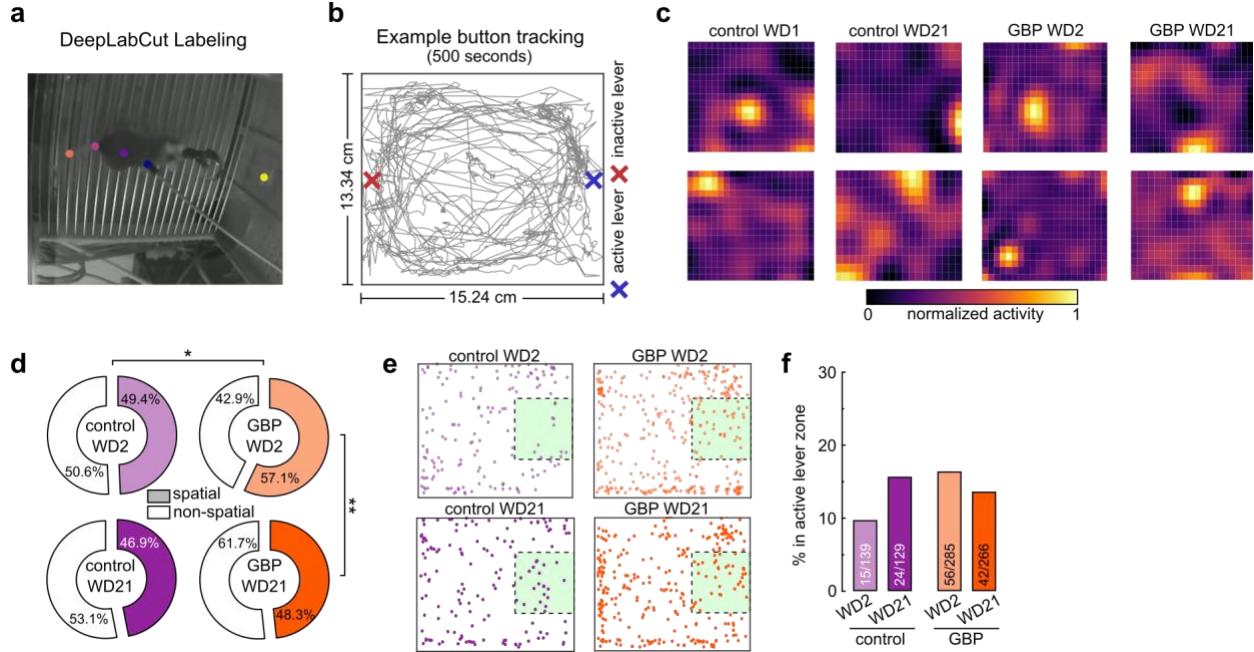 a
DeepLabCut Labeling
b
Example button tracking
(500 seconds)
13.34 cm
15.24 cm
active lever
inactive lever
c
control WD1
control WD21
GBP WD2
GBP WD21
0
normalized activity
1
d
*
49.4%
control
WD2
50.6%
42.9%
GBP
WD2
57.1%
spatial
non-spatial
**
46.9%
control
WD21
53.1%
61.7%
GBP
WD21
48.3%
e
control WD2
GBP WD2
control WD21
GBP WD21
f
% in active lever zone
30
20
10
0
15/139
24/129
56/285
42/266
WD2
WD21
WD2
WD21
control
GBP